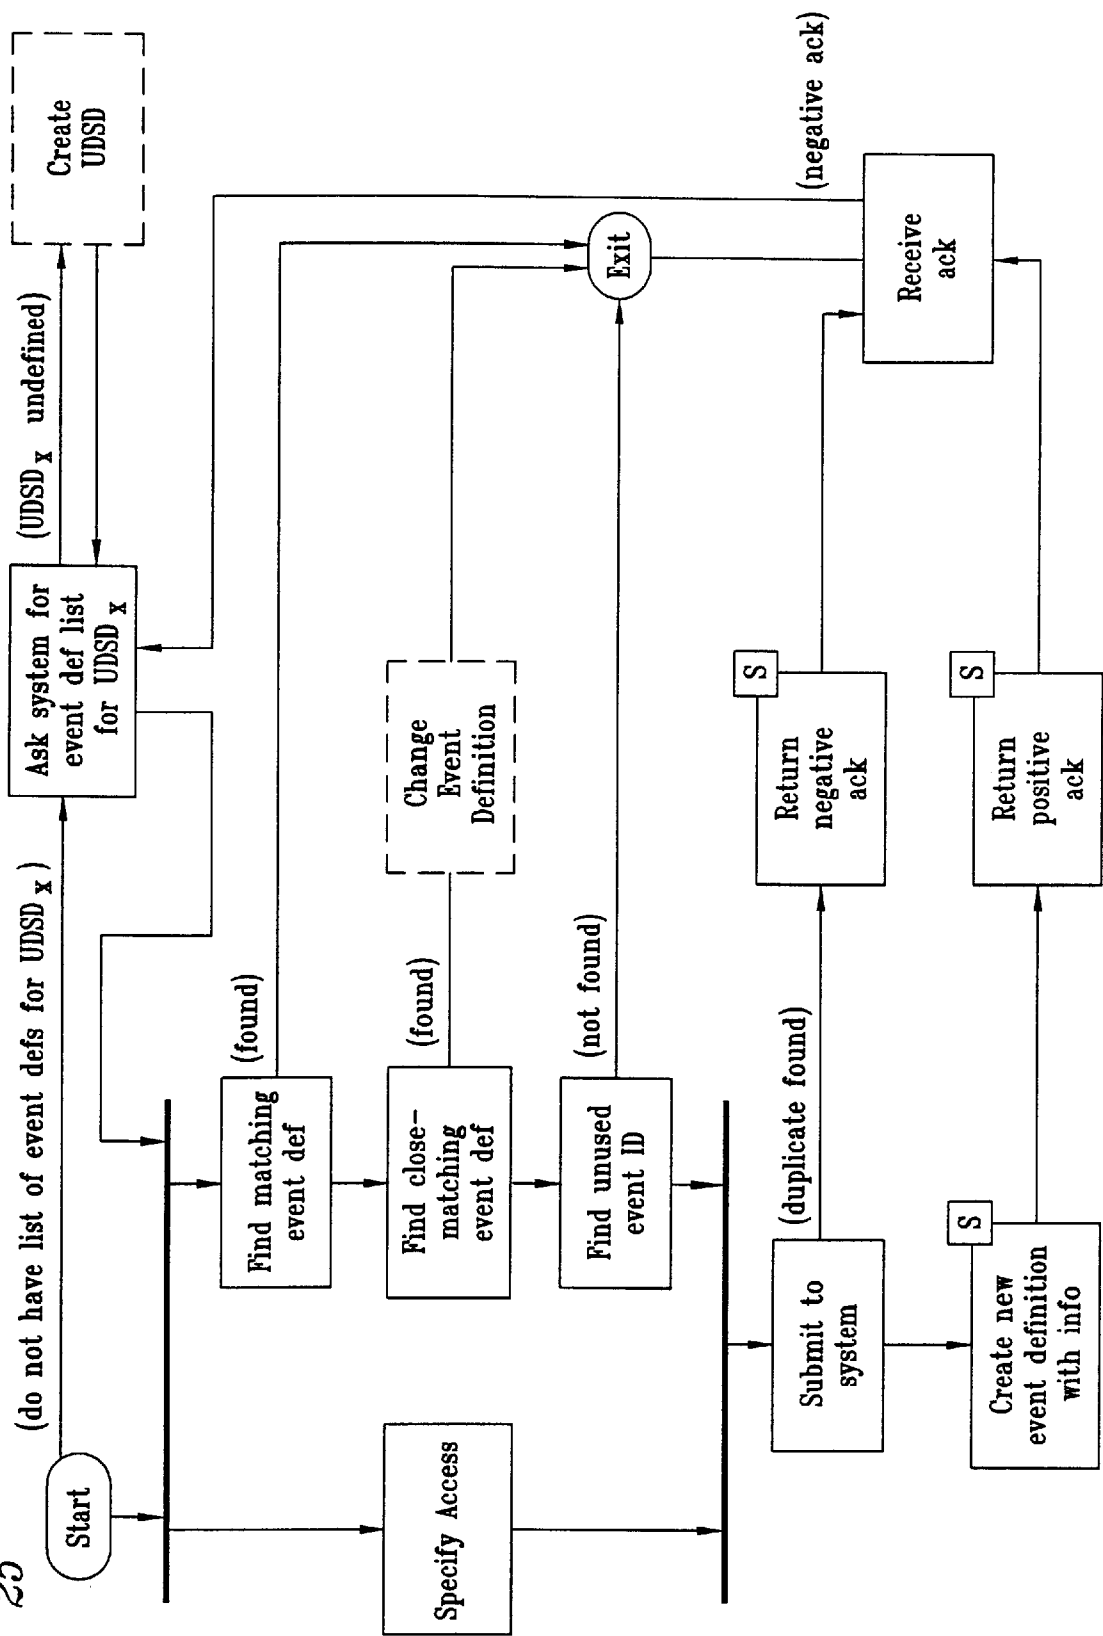 25
Start
(do not have list of event defs for UDSD x)
Ask system for
event def list
for UDSD x
(UDSD x undefined)
Create
UDSD
Find matching
event def
(found)
Find close-
matching
event def
(found)
Change
Event
Definition
Find unused
event ID
(not found)
Exit
Specify Access
Submit to
system
(duplicate found)
Return
negative
ack
S
Receive
ack
(negative ack)
Create new
event definition
with info
S
Return
positive
ack
S